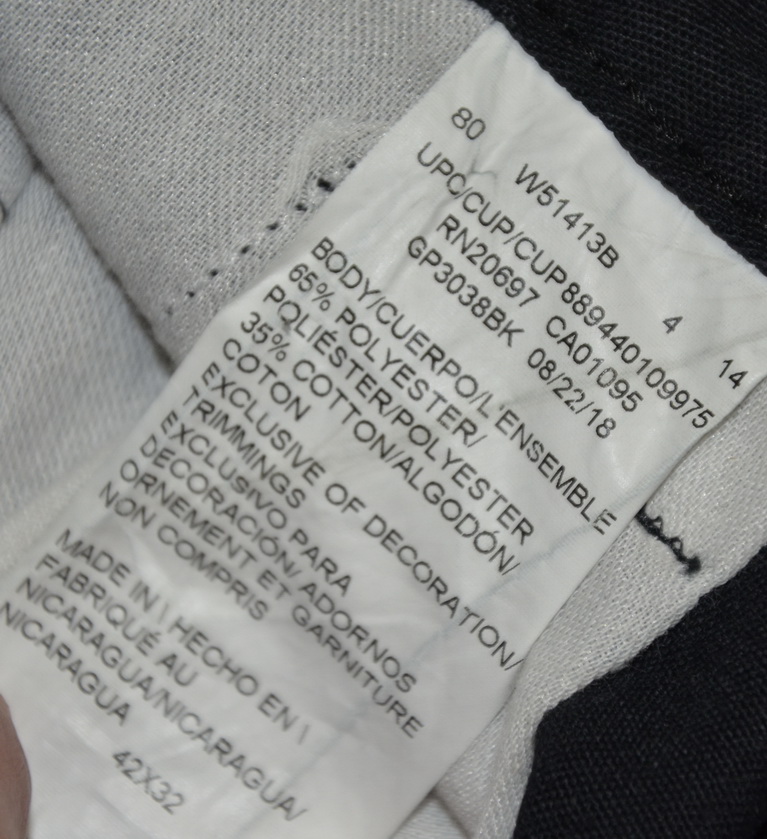 80 W51413B 4 14
UPC/CUP/CUP889440109975
RN20697 CA01095
GP3038BK 08/22/18
BODY/CUERPO/L'ENSEMBLE
65% POLYESTER/
POLIÉSTER/POLYESTER
35% COTTON/ALGODÓN/
COTON
EXCLUSIVE OF DECORATION/
TRIMMINGS
EXCLUSIVO PARA
DECORACIÓN/ ADORNOS
ORNEMENT ET GARNITURE
NON COMPRIS
MADE IN \ HECHO EN \
FABRIQUÉ AU
NICARAGUA/NICARAGUA/
NICARAGUA
42X32